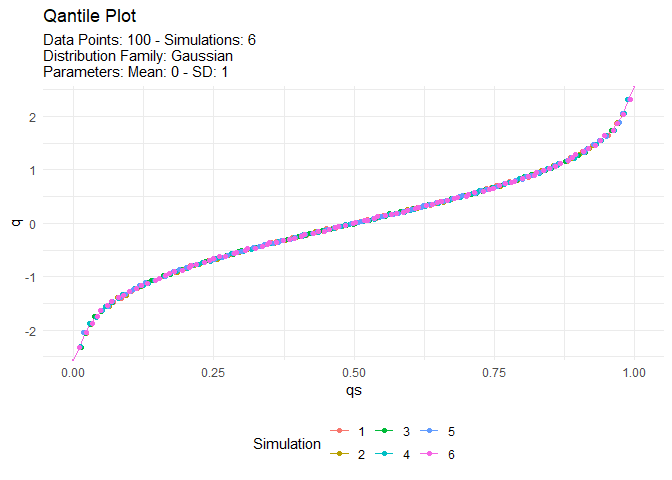 Qantile Plot
Data Points: 100 - Simulations: 6
Distribution Family: Gaussian
Parameters: Mean: 0 - SD: 1
2
1
0
-1
-2
q
0.00 0.25 0.50 0.75 1.00
qs
Simulation
1 3 5
2 4 6